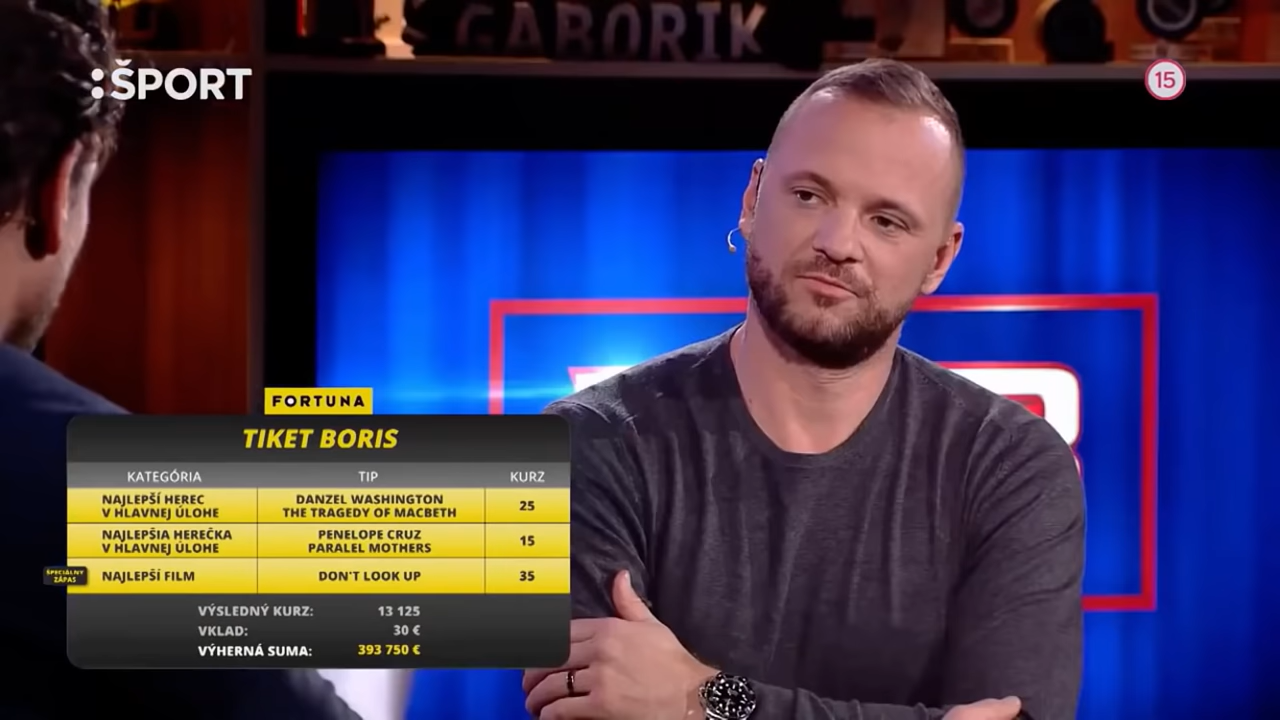 GABORIK
:ŠPORT
15
FORTUNA
TIKET BORIS
KATEGÓRIA TIP KURZ
NAJLEPŠÍ HEREC
V HLAVNEJ ÚLOHE
DANZEL WASHINGTON
THE TRAGEDY OF MACBETH
25
NAJLEPŠIA HEREČKA
V HLAVNEJ ÚLOHE
PENELOPE CRUZ
PARALEL MOTHERS
15
ŠPECIÁLNY
ZÁPAS
NAJLEPŠÍ FILM DON'T LOOK UP 35
VÝSLEDNÝ KURZ: 13 125
VKLAD: 30 €
VÝHERNÁ SUMA: 393 750 €